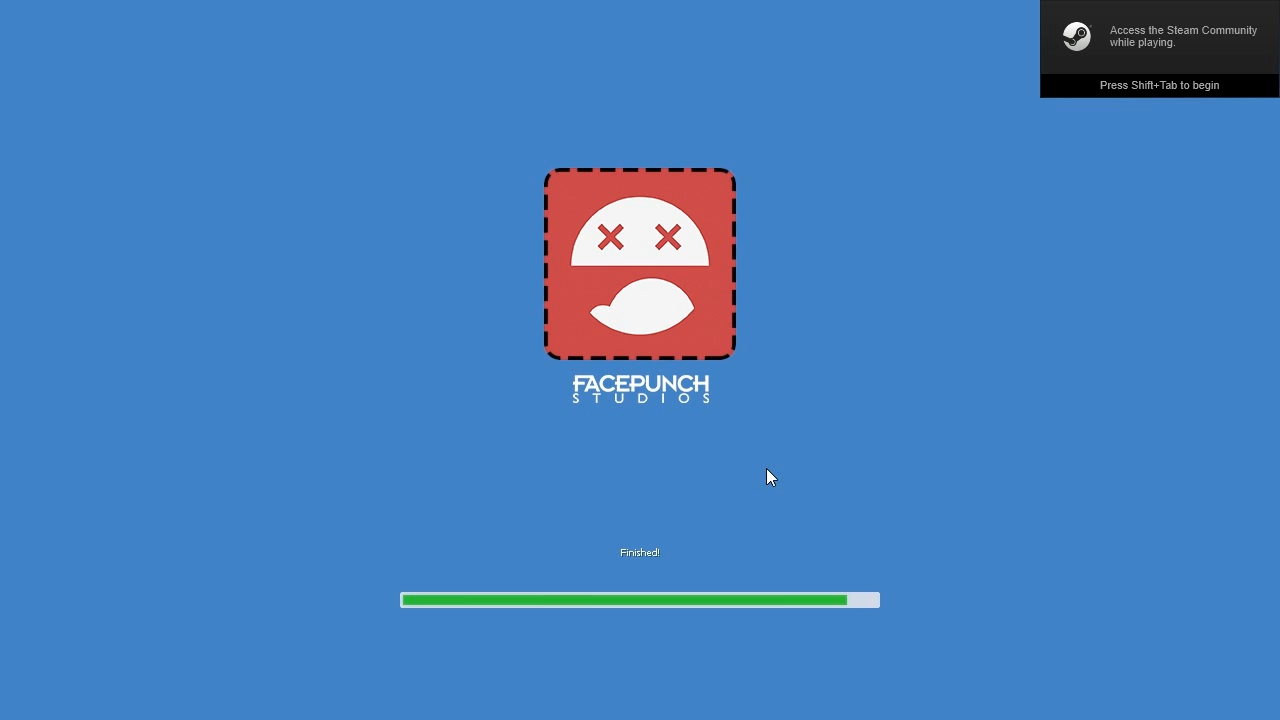 Access the Steam Community
while playing.
Press Shift+Tab to begin
FACEPUNCH
STUDIOS
Finished!